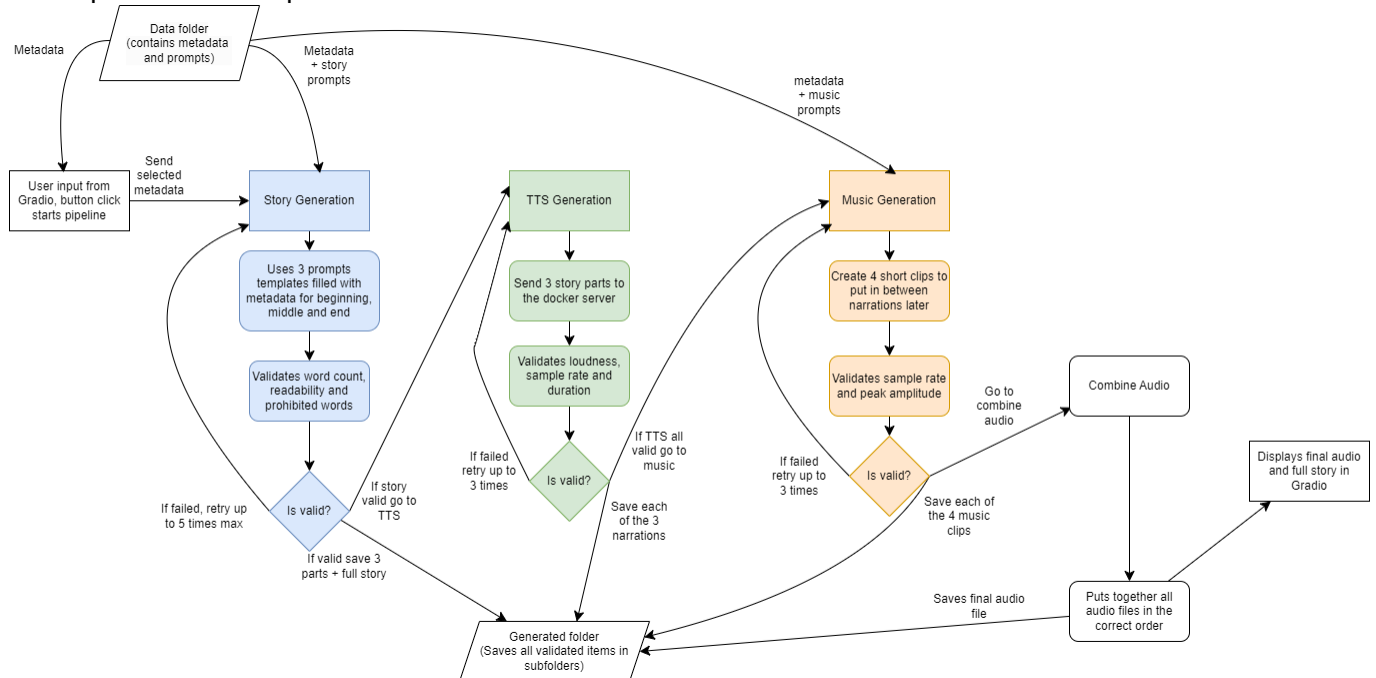 Data folder
(contains metadata
and prompts)
Metadata
Metadata
+ story
prompts
metadata
+ music
prompts
User input from
Gradio, button click
starts pipeline
Send
selected
metadata
Story Generation
Uses 3 prompts
templates filled with
metadata for beginning,
middle and end
Validates word count,
readability and
prohibited words
Is valid?
If failed, retry up
to 5 times max
If story
valid go to
TTS
If valid save 3
parts + full story
TTS Generation
Send 3 story parts to
the docker server
Validates loudness,
sample rate and
duration
Is valid?
If failed
retry up to
3 times
If TTS all
valid go to
music
Save each
of the 3
narrations
Music Generation
Create 4 short clips to
put in between
narrations later
Validates sample rate
and peak amplitude
Is valid?
If failed
retry up to
3 times
Go to
combine
audio
Save each of
the 4 music
clips
Combine Audio
Puts together all
audio files in the
correct order
Displays final audio
and full story in
Gradio
Saves final audio
file
Generated folder
(Saves all validated items in
subfolders)